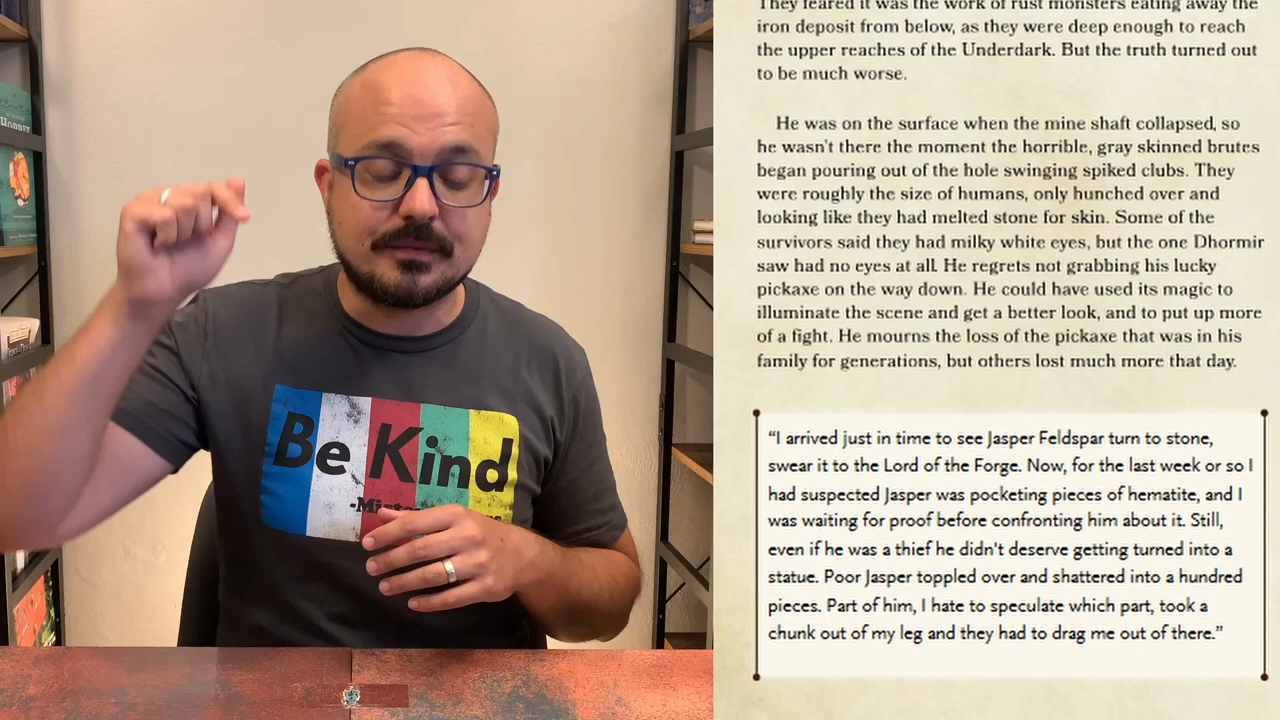 They feared it was the work of rust monsters eating away the
iron deposit from below, as they were deep enough to reach
the upper reaches of the Underdark. But the truth turned out
to be much worse.
He was on the surface when the mine shaft collapsed, so
he wasn't there the moment the horrible, gray skinned brutes
began pouring out of the hole swinging spiked clubs. They
were roughly the size of humans, only hunched over and
looking like they had melted stone for skin. Some of the
survivors said they had milky white eyes, but the one Dhormir
saw had no eyes at all. He regrets not grabbing his lucky
pickaxe on the way down. He could have used its magic to
illuminate the scene and get a better look, and to put up more
of a fight. He mourns the loss of the pickaxe that was in his
family for generations, but others lost much more that day.
“I arrived just in time to see Jasper Feldspar turn to stone,
swear it to the Lord of the Forge. Now, for the last week or so I
had suspected Jasper was pocketing pieces of hematite, and I
was waiting for proof before confronting him about it. Still,
even if he was a thief he didn't deserve getting turned into a
statue. Poor Jasper toppled over and shattered into a hundred
pieces. Part of him, I hate to speculate which part, took a
chunk out of my leg and they had to drag me out of there.”
Be Kind